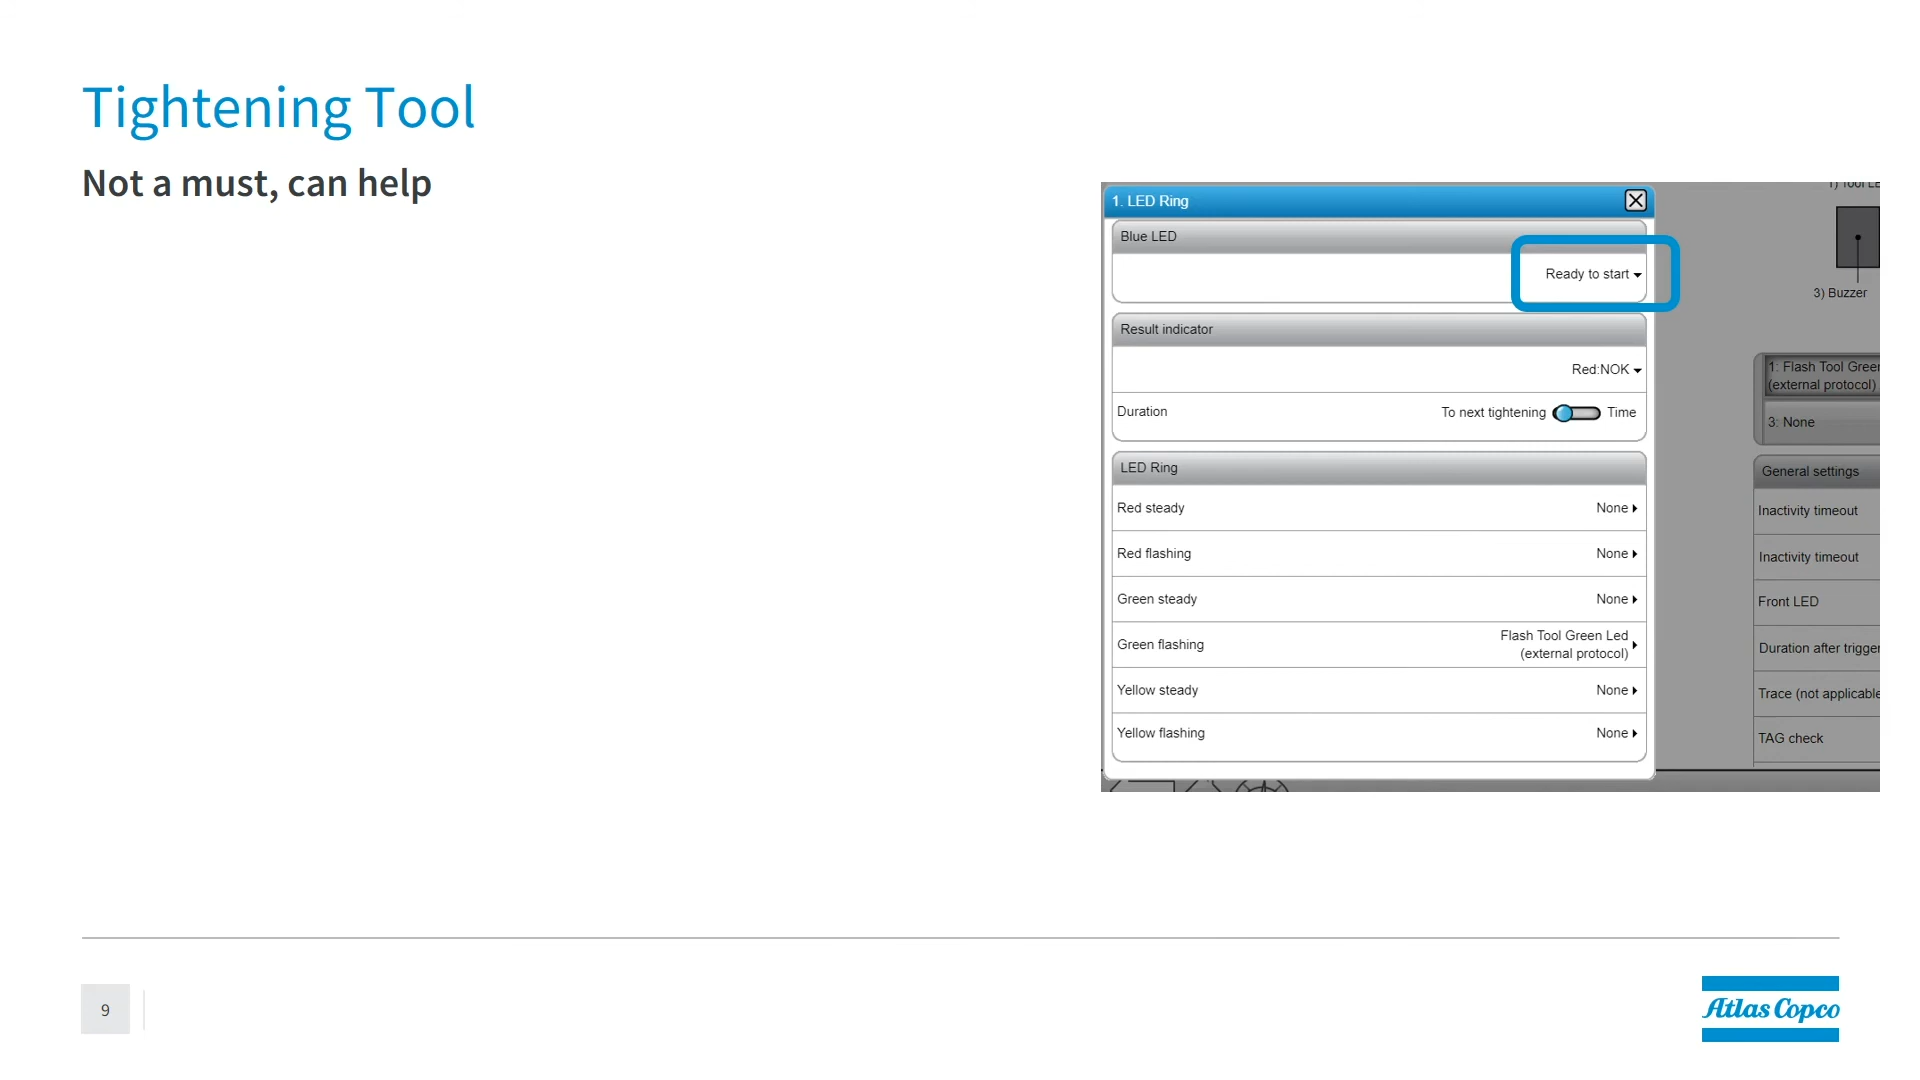 Tightening Tool
Not a must, can help
1. LED Ring
Blue LED
Ready to start
Result indicator
Red:NOK
Duration
To next tightening
Time
LED Ring
Red steady
None
Red flashing
None
Green steady
None
Green flashing
Flash Tool Green Led
(external protocol)
Yellow steady
None
Yellow flashing
None
3) Buzzer
1: Flash Tool Green
(external protocol)
3: None
General settings
Inactivity timeout
Inactivity timeout
Front LED
Duration after trigger
Trace (not applicable
TAG check
9
Atlas Copco